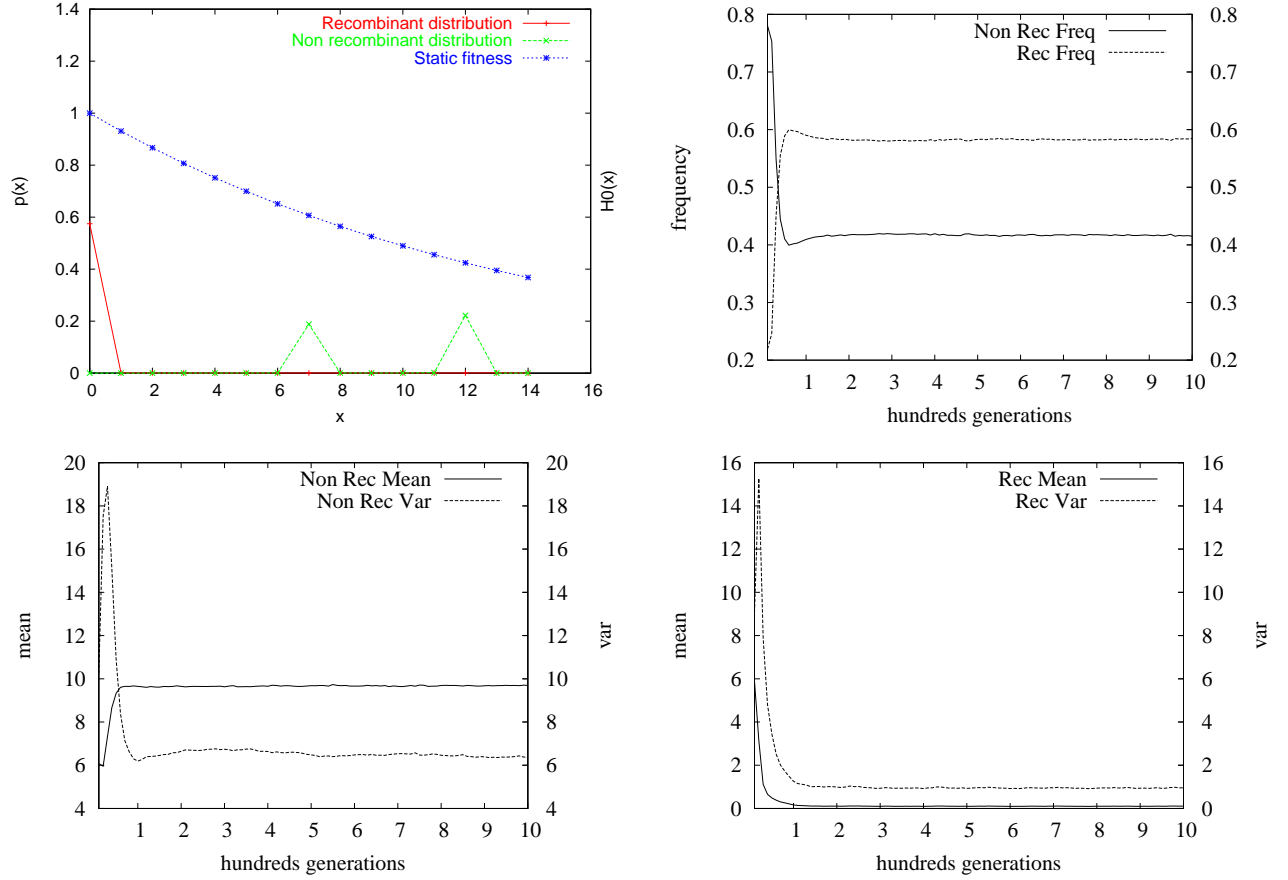 Recombinant distribution
Non recombinant distribution
Static fitness
1.4
1.2
1
0.8
0.6
0.4
0.2
0
p(x)
H0(x)
0 2 4 6 8 10 12 14 16
x
Non Rec Freq
Rec Freq
0.8
0.7
0.6
0.5
0.4
0.3
0.2
frequency
0.8
0.7
0.6
0.5
0.4
0.3
0.2
1 2 3 4 5 6 7 8 9 10
hundreds generations
Non Rec Mean
Non Rec Var
20
18
16
14
12
10
8
6
4
mean
20
18
16
14
12
10
8
6
4
var
1 2 3 4 5 6 7 8 9 10
hundreds generations
Rec Mean
Rec Var
16
14
12
10
8
6
4
2
0
mean
16
14
12
10
8
6
4
2
0
var
1 2 3 4 5 6 7 8 9 10
hundreds generations